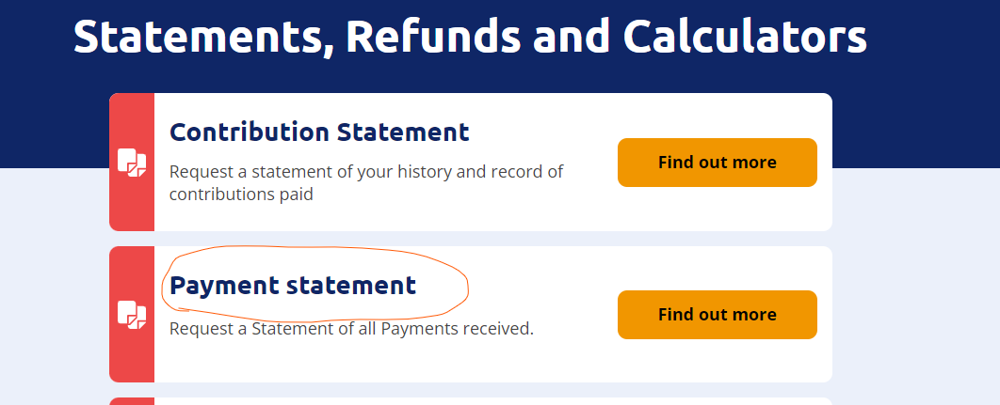 Statements, Refunds and Calculators
Contribution Statement
Request a statement of your history and record of
contributions paid
Find out more
Payment statement
Request a Statement of all Payments received.
Find out more